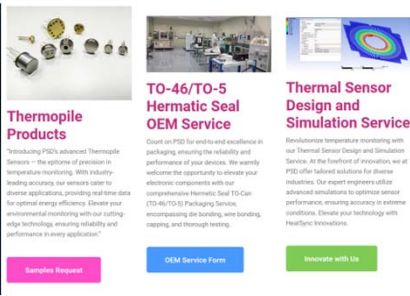 Thermopile
Products
"Introducing PSD's advanced Thermopile
Sensors — the epitome of precision in
temperature monitoring. With industry-
leading accuracy, our sensors cater to
diverse applications, providing real-time data
for optimal energy efficiency. Elevate your
environmental monitoring with our cutting-
edge technology, ensuring reliability and
performance in every application."
Samples Request
TO-46/TO-5
Hermatic Seal
OEM Service
Count on PSD for end-to-end excellence in
packaging, ensuring the reliability and
performance of your devices. We warmly
welcome the opportunity to elevate your
electronic components with our
comprehensive Hermetic Seal TO-Can
(TO-46/TO-5) Packaging Service,
encompassing die bonding, wire bonding,
capping, and thorough testing.
OEM Service Form
Thermal Sensor
Design and
Simulation Service
Revolutionize temperature monitoring with
our Thermal Sensor Design and Simulation
Service. At the forefront of innovation, we at
PSD offer tailored solutions for diverse
industries. Our expert engineers utilize
advanced simulations to optimize sensor
performance, ensuring accuracy in extreme
conditions. Elevate your technology with
HeatSync Innovations.
Innovate with Us